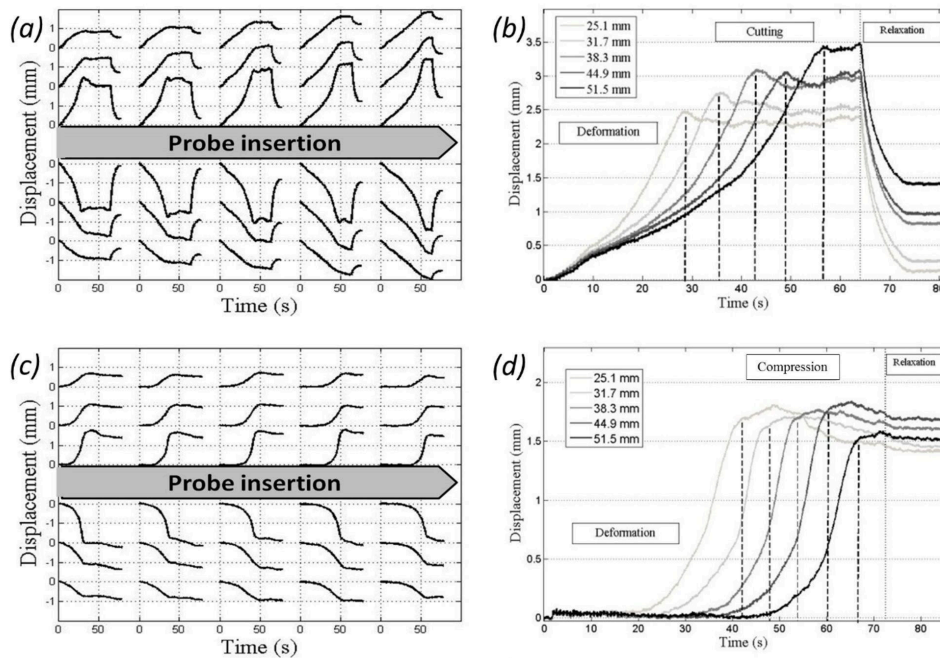 (a)
Displacement (mm)
1
0
1
0
1
0
Probe insertion
0
-1
0
-1
0
-1
0 50 0 50 0 50 0 50 0 50
Time (s)
(b)
Displacement (mm)
3.5
3
2.5
2
1.5
1
0.5
0
25.1 mm
31.7 mm
38.3 mm
44.9 mm
51.5 mm
Cutting
Relaxation
Deformation
0 10 20 30 40 50 60 70 80
Time (s)
(c)
Displacement (mm)
1
0
1
0
1
0
Probe insertion
0
-1
0
-1
0
-1
0 50 0 50 0 50 0 50 0 50
Time (s)
(d)
Displacement (mm)
2
1.5
1
0.5
0
25.1 mm
31.7 mm
38.3 mm
44.9 mm
51.5 mm
Compression
Relaxation
Deformation
0 10 20 30 40 50 60 70 80
Time (s)